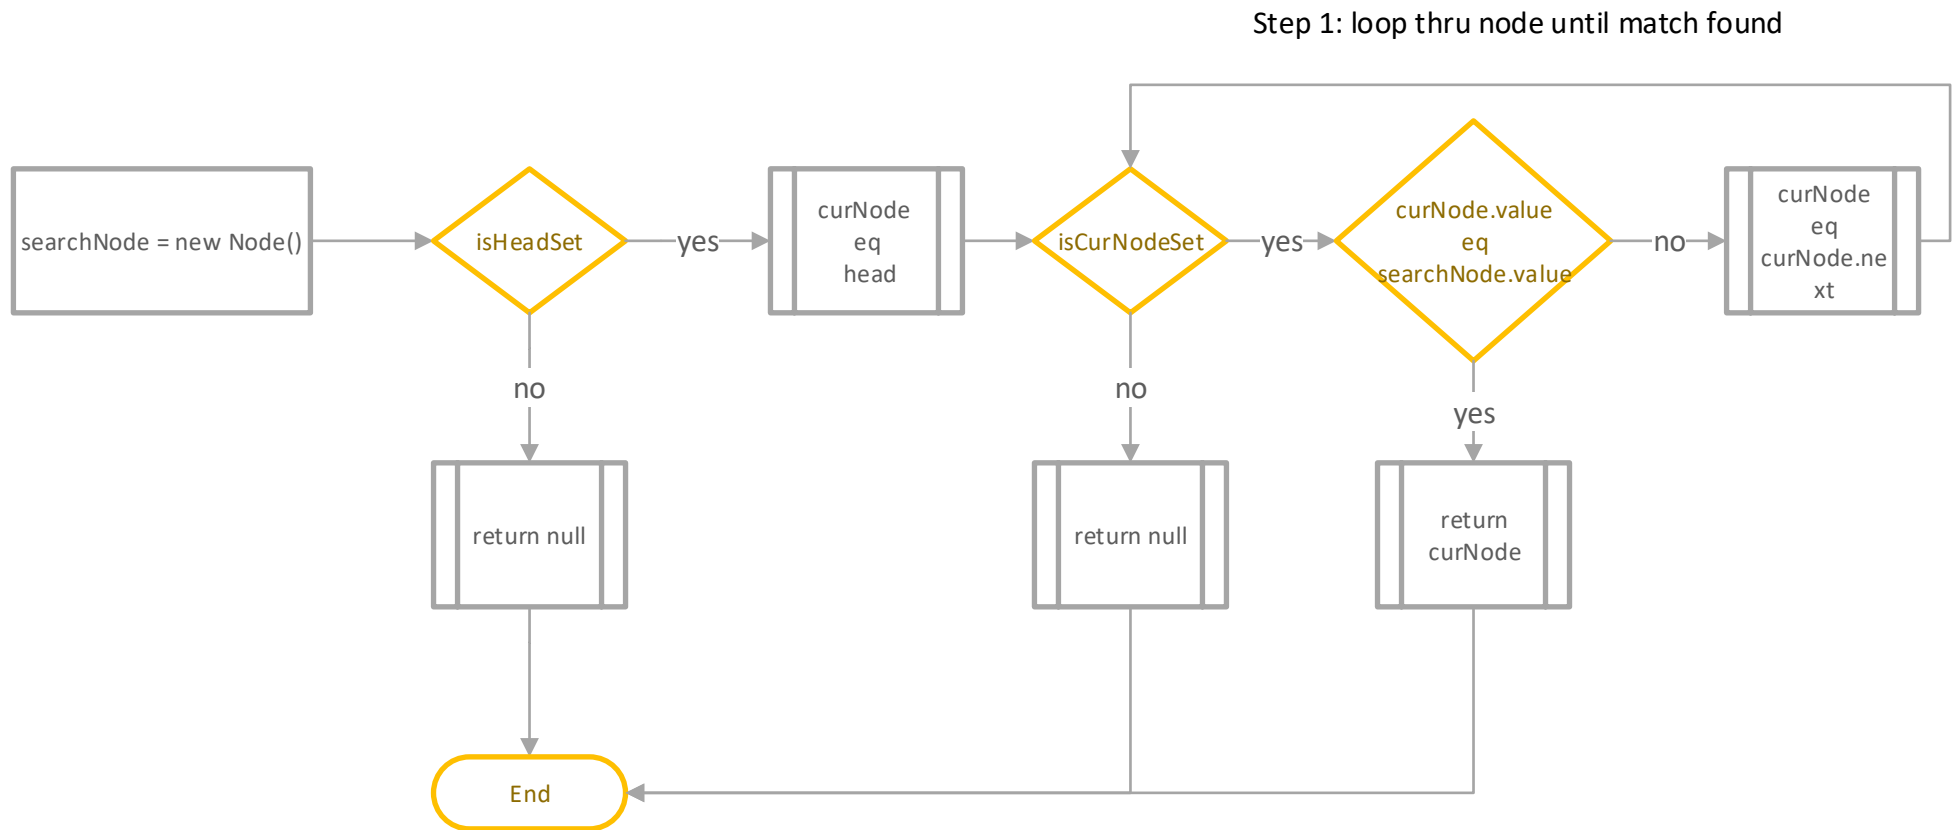 Step 1: loop thru node until match found
searchNode = new Node()
isHeadSet
yes
curNode
eq
head
isCurNodeSet
yes
curNode.value
eq
searchNode.value
no
curNode
eq
curNode.ne
xt
no
no
yes
return null
return null
return
curNode
End